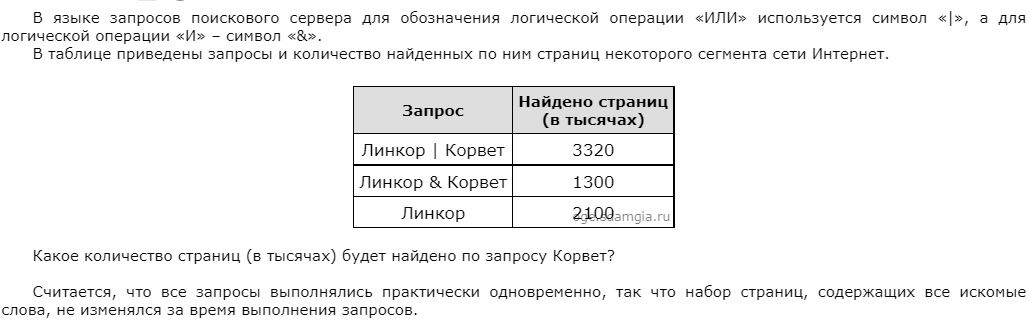 В языке запросов поискового сервера для обозначения логической операции «ИЛИ» используется символ «|», а для
логической операции «И» – символ «&».
В таблице приведены запросы и количество найденных по ним страниц некоторого сегмента сети Интернет.
Запрос Найдено страниц
(в тысячах)
Линкор | Корвет 3320
Линкор & Корвет 1300
Линкор 2100
oge.sdamgia.ru
Какое количество страниц (в тысячах) будет найдено по запросу Корвет?
Считается, что все запросы выполнялись практически одновременно, так что набор страниц, содержащих все искомые
слова, не изменялся за время выполнения запросов.